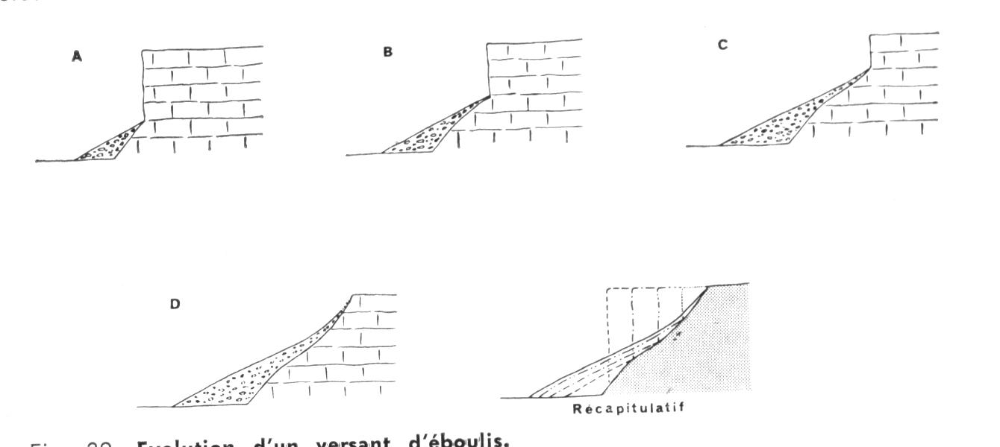 A
B
C
D
Récapitulatif
Evolution d'un versant d'éboulis.